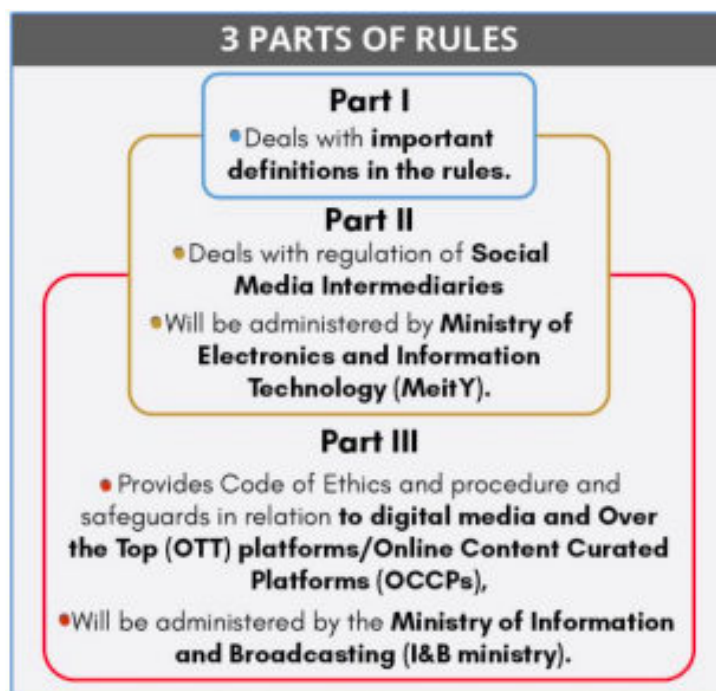 3 PARTS OF RULES
Part I
•Deals with important
definitions in the rules.
Part II
•Deals with regulation of Social
Media Intermediaries
•Will be administered by Ministry of
Electronics and Information
Technology (MeitY).
Part III
• Provides Code of Ethics and procedure and
safeguards in relation to digital media and Over
the Top (OTT) platforms/Online Content Curated
Platforms (OCCPs),
•Will be administered by the Ministry of Information
and Broadcasting (I&B ministry).